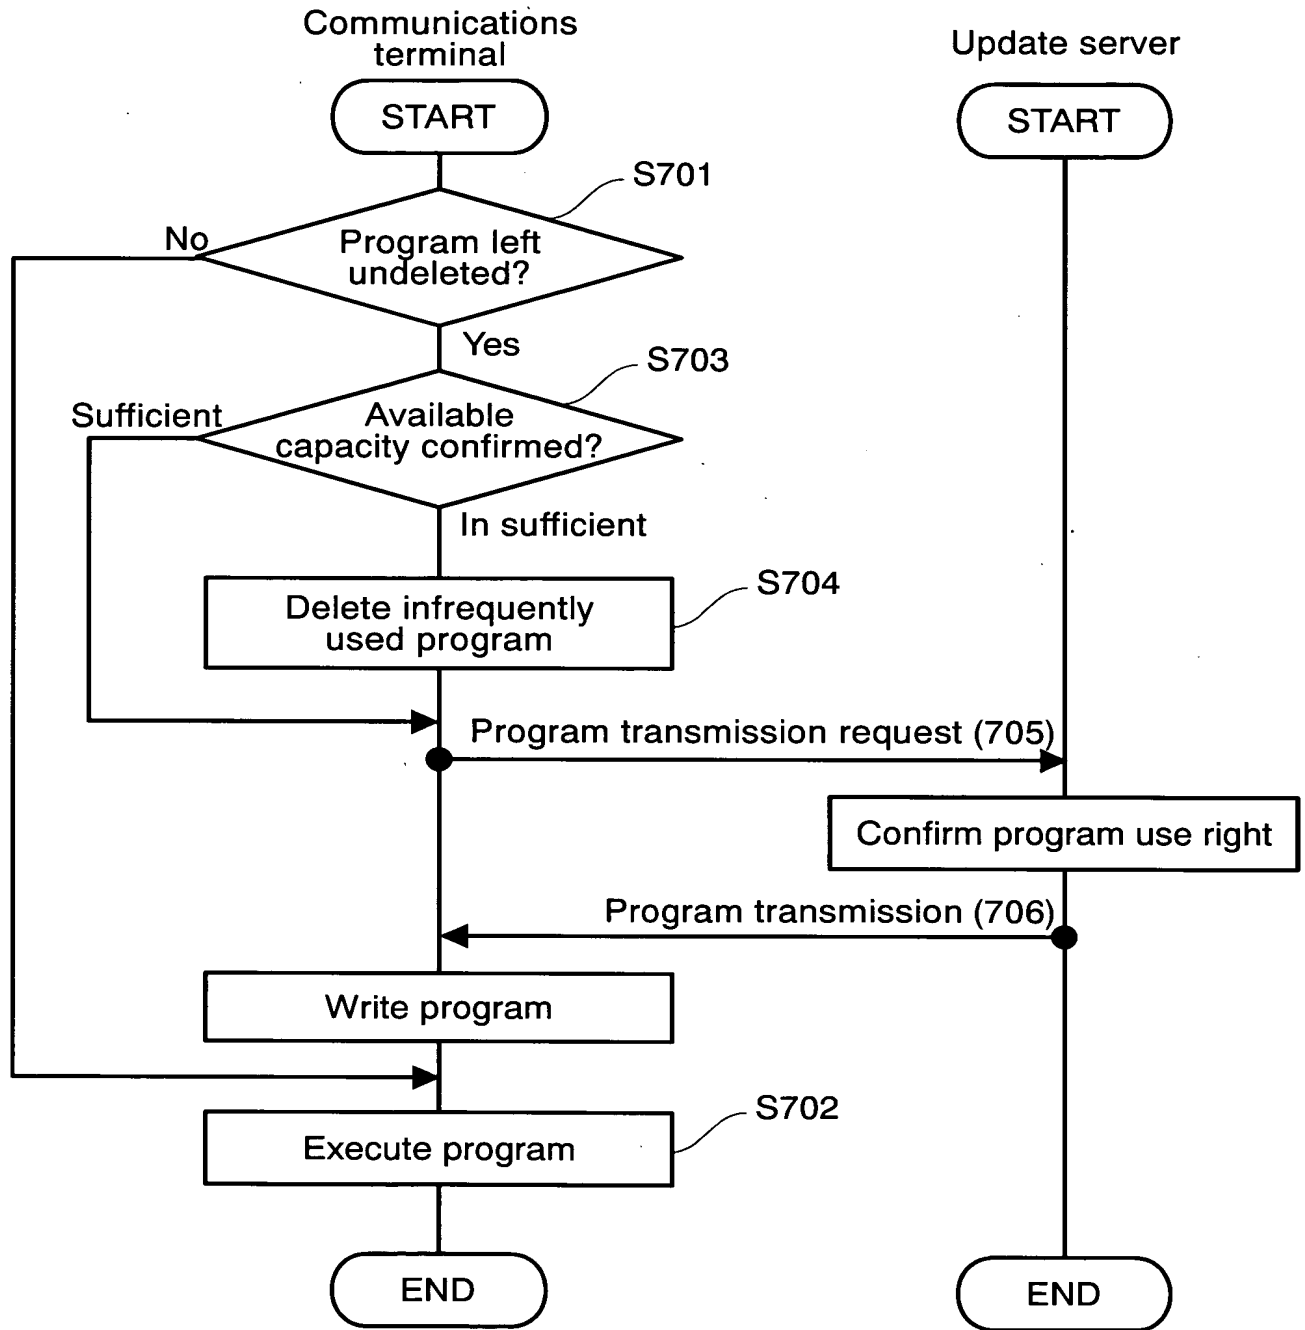 Communications
terminal
Update server
START
START
S701
No
Program left
undeleted?
Yes
S703
Sufficient
Available
capacity confirmed?
In sufficient
S704
Delete infrequently
used program
Program transmission request (705)
Confirm program use right
Program transmission (706)
Write program
S702
Execute program
END
END